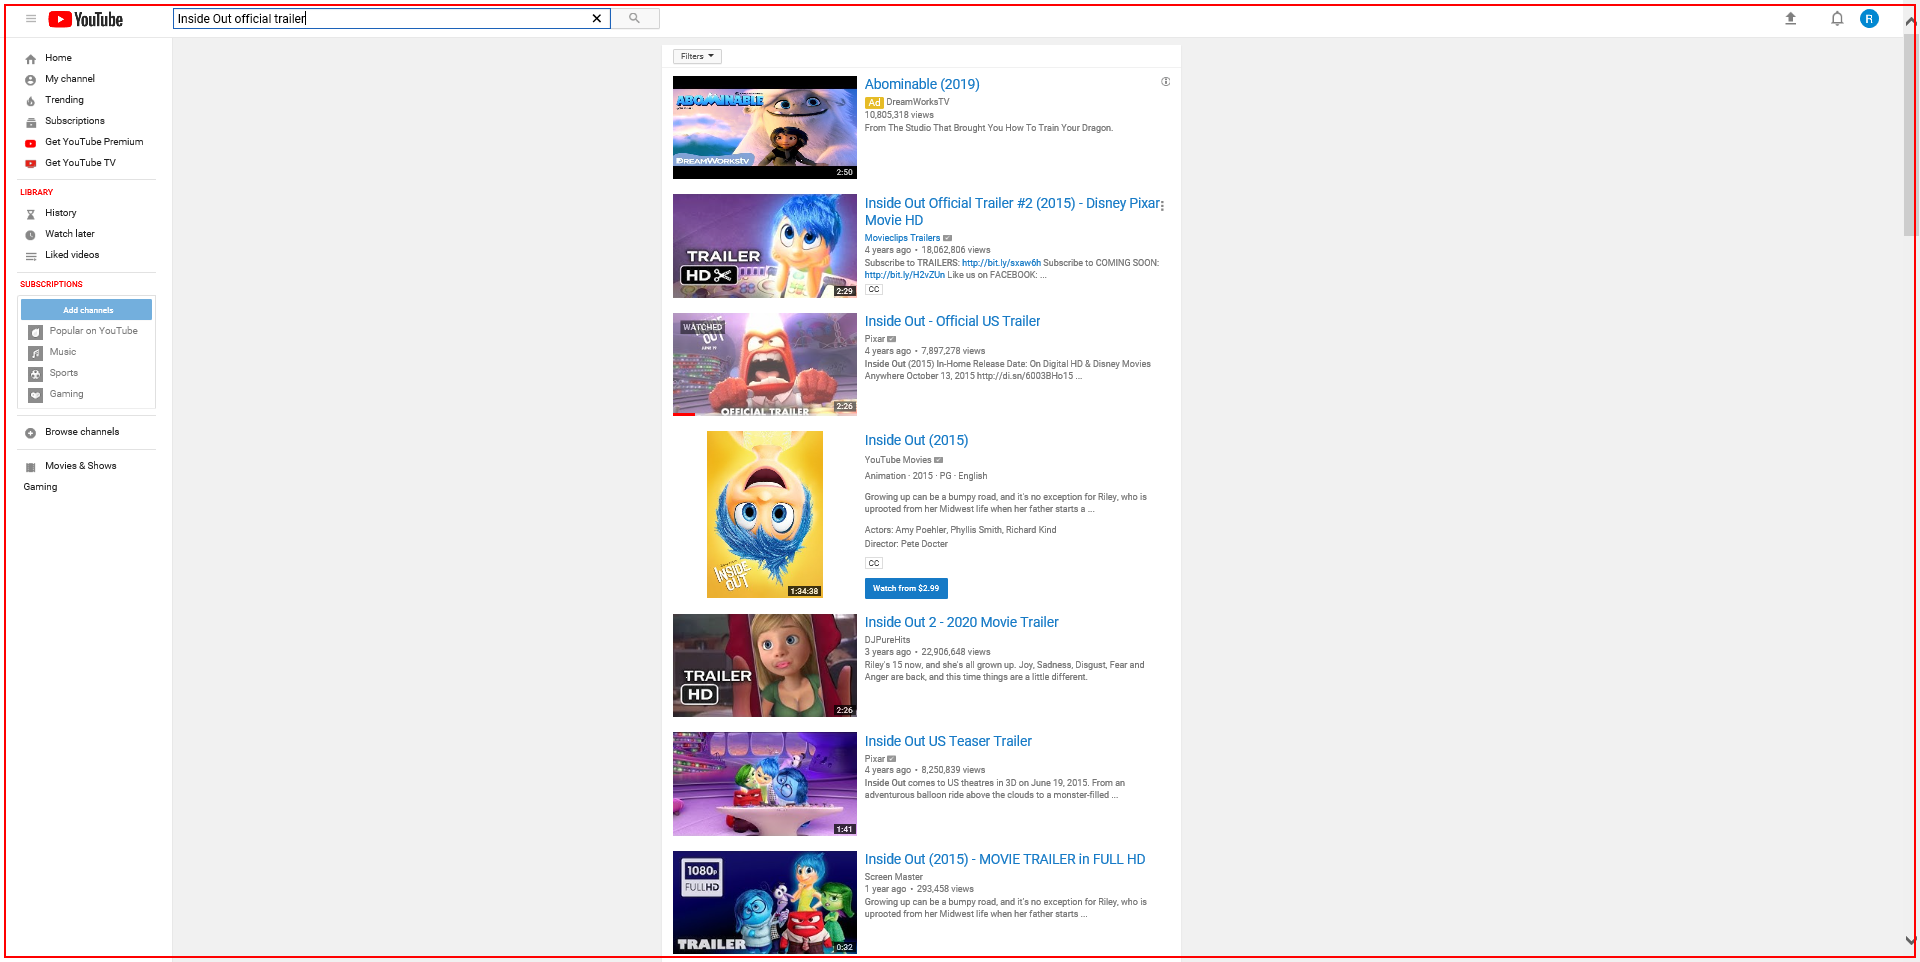 YouTube
Inside Out official trailer
R
Home
My channel
Trending
Subscriptions
Get YouTube Premium
Get YouTube TV
LIBRARY
History
Watch later
Liked videos
SUBSCRIPTIONS
Add channels
Popular on YouTube
Music
Sports
Gaming
Browse channels
Movies & Shows
Gaming
Filters
ABOMINABLE
DREAMWORKSTV
2:50
Abominable (2019)
Ad DreamWorksTV
10,805,318 views
From The Studio That Brought You How To Train Your Dragon.
TRAILER
HD
2:29
Inside Out Official Trailer #2 (2015) - Disney Pixar
Movie HD
Movieclips Trailers
4 years ago • 18,062,806 views
Subscribe to TRAILERS: http://bit.ly/sxaw6h Subscribe to COMING SOON:
http://bit.ly/H2vZUn Like us on FACEBOOK: ...
CC
WATCHED
OUT
JUNE 19
OFFICIAL TRAILER
2:26
Inside Out - Official US Trailer
Pixar
4 years ago • 7,897,278 views
Inside Out (2015) In-Home Release Date: On Digital HD & Disney Movies
Anywhere October 13, 2015 http://di.sn/6003BHo15 ...
INSIDE
OUT
1:34:38
Inside Out (2015)
YouTube Movies
Animation · 2015 · PG · English
Growing up can be a bumpy road, and it's no exception for Riley, who is
uprooted from her Midwest life when her father starts a ...
Actors: Amy Poehler, Phyllis Smith, Richard Kind
Director: Pete Docter
CC
Watch from $2.99
TRAILER
HD
2:26
Inside Out 2 - 2020 Movie Trailer
DJPureHits
3 years ago • 22,906,648 views
Riley's 15 now, and she's all grown up. Joy, Sadness, Disgust, Fear and
Anger are back, and this time things are a little different.
1:41
Inside Out US Teaser Trailer
Pixar
4 years ago • 8,250,839 views
Inside Out comes to US theatres in 3D on June 19, 2015. From an
adventurous balloon ride above the clouds to a monster-filled ...
1080p
FULLHD
TRAILER
0:32
Inside Out (2015) - MOVIE TRAILER in FULL HD
Screen Master
1 year ago • 293,458 views
Growing up can be a bumpy road, and it's no exception for Riley, who is
uprooted from her Midwest life when her father starts ...